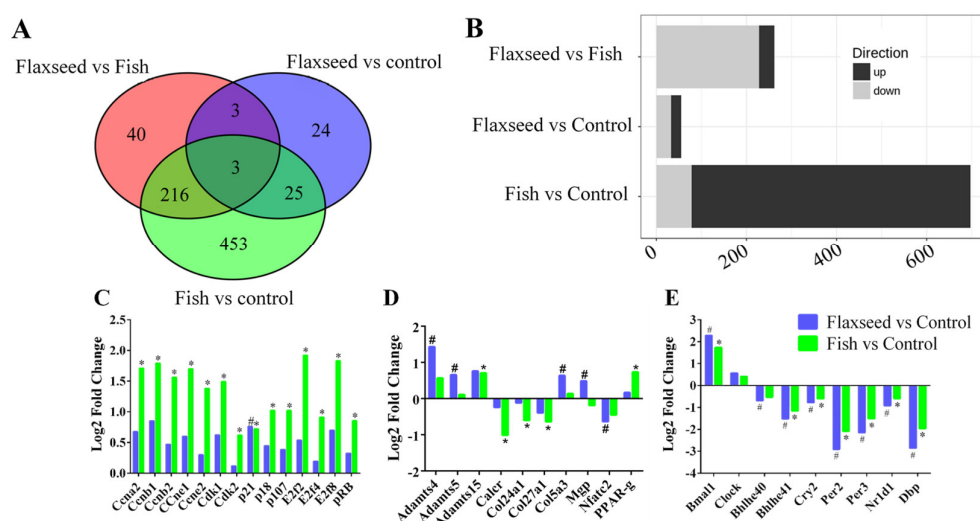 A
Flaxseed vs Fish
Flaxseed vs control
40
3
24
3
216
25
453
Fish vs control
B
Flaxseed vs Fish
Flaxseed vs Control
Fish vs Control
Direction
up
down
0
200
400
600
C
Log2 Fold Change
2.5
2.0
1.5
1.0
0.5
0.0
* * * * * * * # * * * * * * *
Ccna2
Ccnb1
Ccnb2
CCne1
Ccne2
Cdk1
Cdk2
p21
p18
p107
E2f2
E2f4
E2f8
pRB
D
Log2 Fold Change
2
1
0
-1
-2
# # * * * * # # # *
Adamts4
Adamts5
Adamts15
Calcr
Col24a1
Col27a1
Col5a3
Mgp
Nfatc2
PPAR-g
E
Log2 Fold Change
3
2
1
0
-1
-2
-3
-4
Flaxseed vs Control
Fish vs Control
# * # # * # * # * # * # * # *
Bmal1
Clock
Bhlhe40
Bhlhe41
Cry2
Per2
Per3
Nr1d1
Dbp